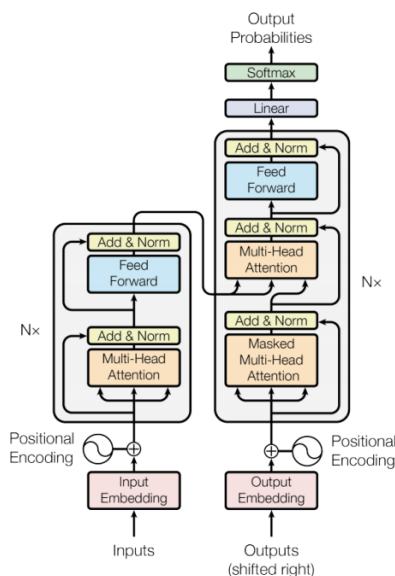 Output
Probabilities
Softmax
Linear
Add & Norm
Feed
Forward
Add & Norm
Multi-Head
Attention
Nx
Add & Norm
Masked
Multi-Head
Attention
Positional
Encoding
Output
Embedding
Outputs
(shifted right)
Add & Norm
Feed
Forward
Nx
Add & Norm
Multi-Head
Attention
Positional
Encoding
Input
Embedding
Inputs